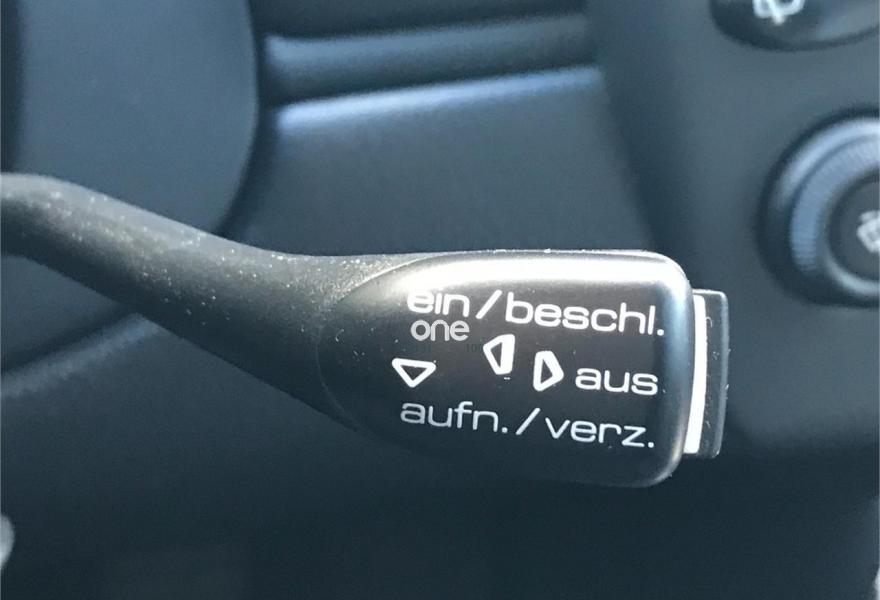 ein/beschl.
one
aus
aufn./verz.